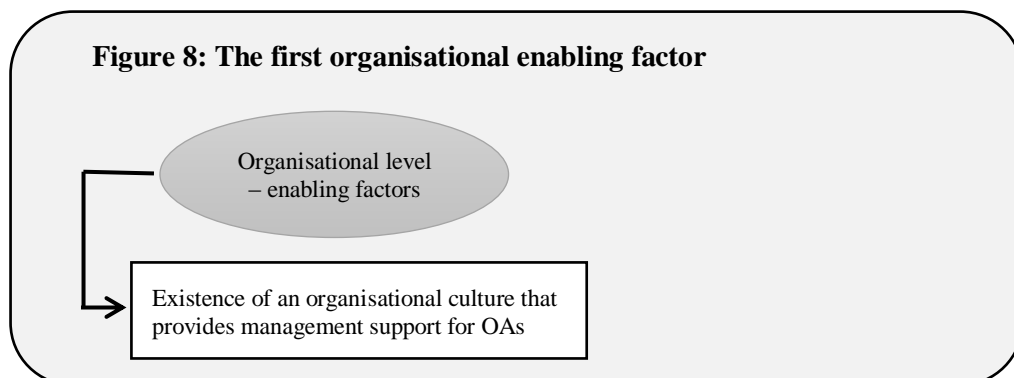 Figure 8: The first organisational enabling factor
Organisational level
– enabling factors
Existence of an organisational culture that
provides management support for OAs